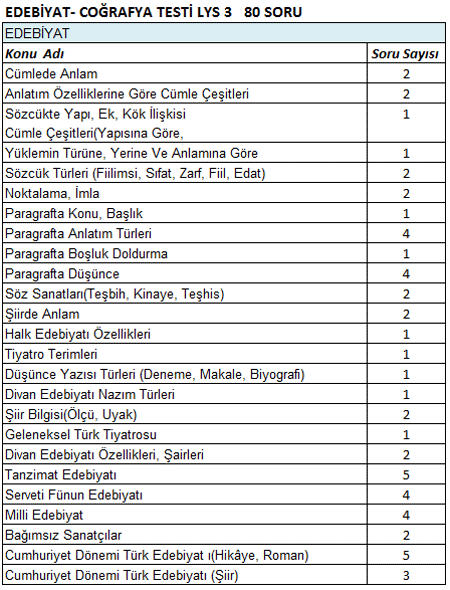 EDEBİYAT- COĞRAFYA TESTİ LYS 3 80 SORU
EDEBİYAT
Konu Adı Soru Sayısı
Cümlede Anlam 2
Anlatım Özelliklerine Göre Cümle Çeşitleri 2
Sözcükte Yapı, Ek, Kök İlişkisi 1
Cümle Çeşitleri(Yapısına Göre,
Yüklemin Türüne, Yerine Ve Anlamına Göre 1
Sözcük Türleri (Fiilimsi, Sıfat, Zarf, Fiil, Edat) 2
Noktalama, İmla 2
Paragrafta Konu, Başlık 1
Paragrafta Anlatım Türleri 4
Paragrafta Boşluk Doldurma 1
Paragrafta Düşünce 4
Söz Sanatları(Teşbih, Kinaye, Teşhis) 2
Şiirde Anlam 2
Halk Edebiyatı Özellikleri 1
Tiyatro Terimleri 1
Düşünce Yazısı Türleri (Deneme, Makale, Biyografi) 1
Divan Edebiyatı Nazım Türleri 1
Şiir Bilgisi(Ölçü, Uyak) 2
Geleneksel Türk Tiyatrosu 1
Divan Edebiyatı Özellikleri, Şairleri 2
Tanzimat Edebiyatı 5
Serveti Fünun Edebiyatı 4
Milli Edebiyat 4
Bağımsız Sanatçılar 2
Cumhuriyet Dönemi Türk Edebiyat ı(Hikâye, Roman) 5
Cumhuriyet Dönemi Türk Edebiyatı (Şiir) 3